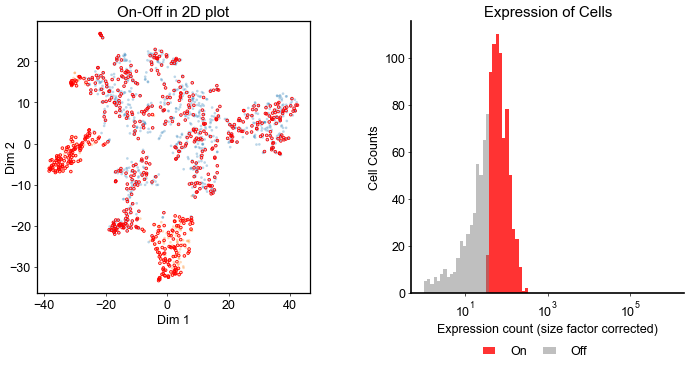 On-Off in 2D plot
20
10
0
−10
−20
−30
Dim 2
−40
−20
0
20
40
Dim 1
Expression of Cells
100
80
60
40
20
0
Cell Counts
10^1
10^3
10^5
Expression count (size factor corrected)
On
Off